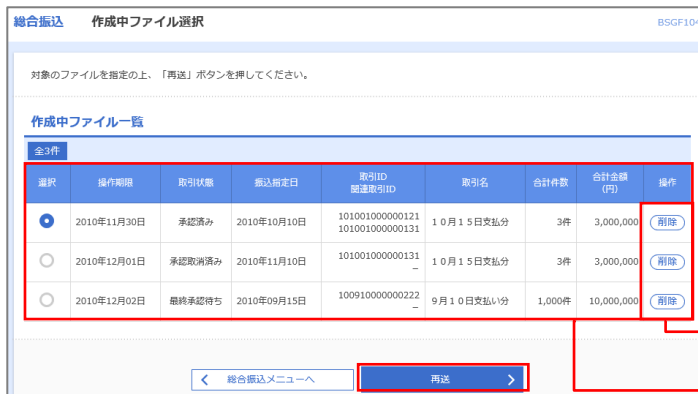 総合振込 作成中ファイル選択 BSGF104
対象のファイルを指定の上、「再送」ボタンを押してください。
作成中ファイル一覧
全3件
選択 操作期限 取引状態 振込指定日 取引ID 関連取引ID 取引名 合計件数 合計金額(円) 操作
2010年11月30日 承認済み 2010年10月10日 101001000000121 101001000000131 10月15日支払分 3件 3,000,000 削除
2010年12月01日 承認取消済み 2010年11月10日 101001000000131 − 10月15日支払分 3件 3,000,000 削除
2010年12月02日 最終承認待ち 2010年09月15日 100910000000222 − 9月10日支払い分 1,000件 10,000,000 削除
総合振込メニューへ 再送